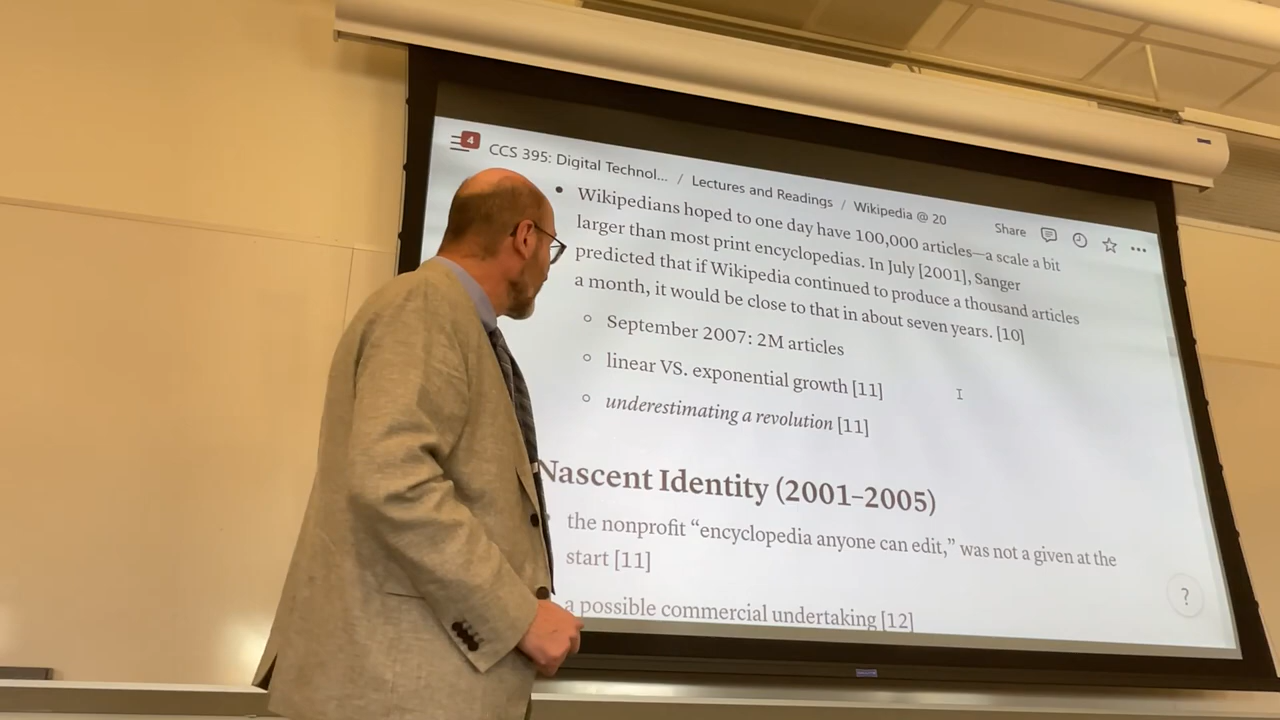 4
CCS 395: Digital Technol... / Lectures and Readings / Wikipedia @ 20
Share
Wikipedians hoped to one day have 100,000 articles—a scale a bit
larger than most print encyclopedias. In July [2001], Sanger
predicted that if Wikipedia continued to produce a thousand articles
a month, it would be close to that in about seven years. [10]
September 2007: 2M articles
linear VS. exponential growth [11]
underestimating a revolution [11]
Nascent Identity (2001–2005)
the nonprofit “encyclopedia anyone can edit,” was not a given at the
start [11]
a possible commercial undertaking [12]
?